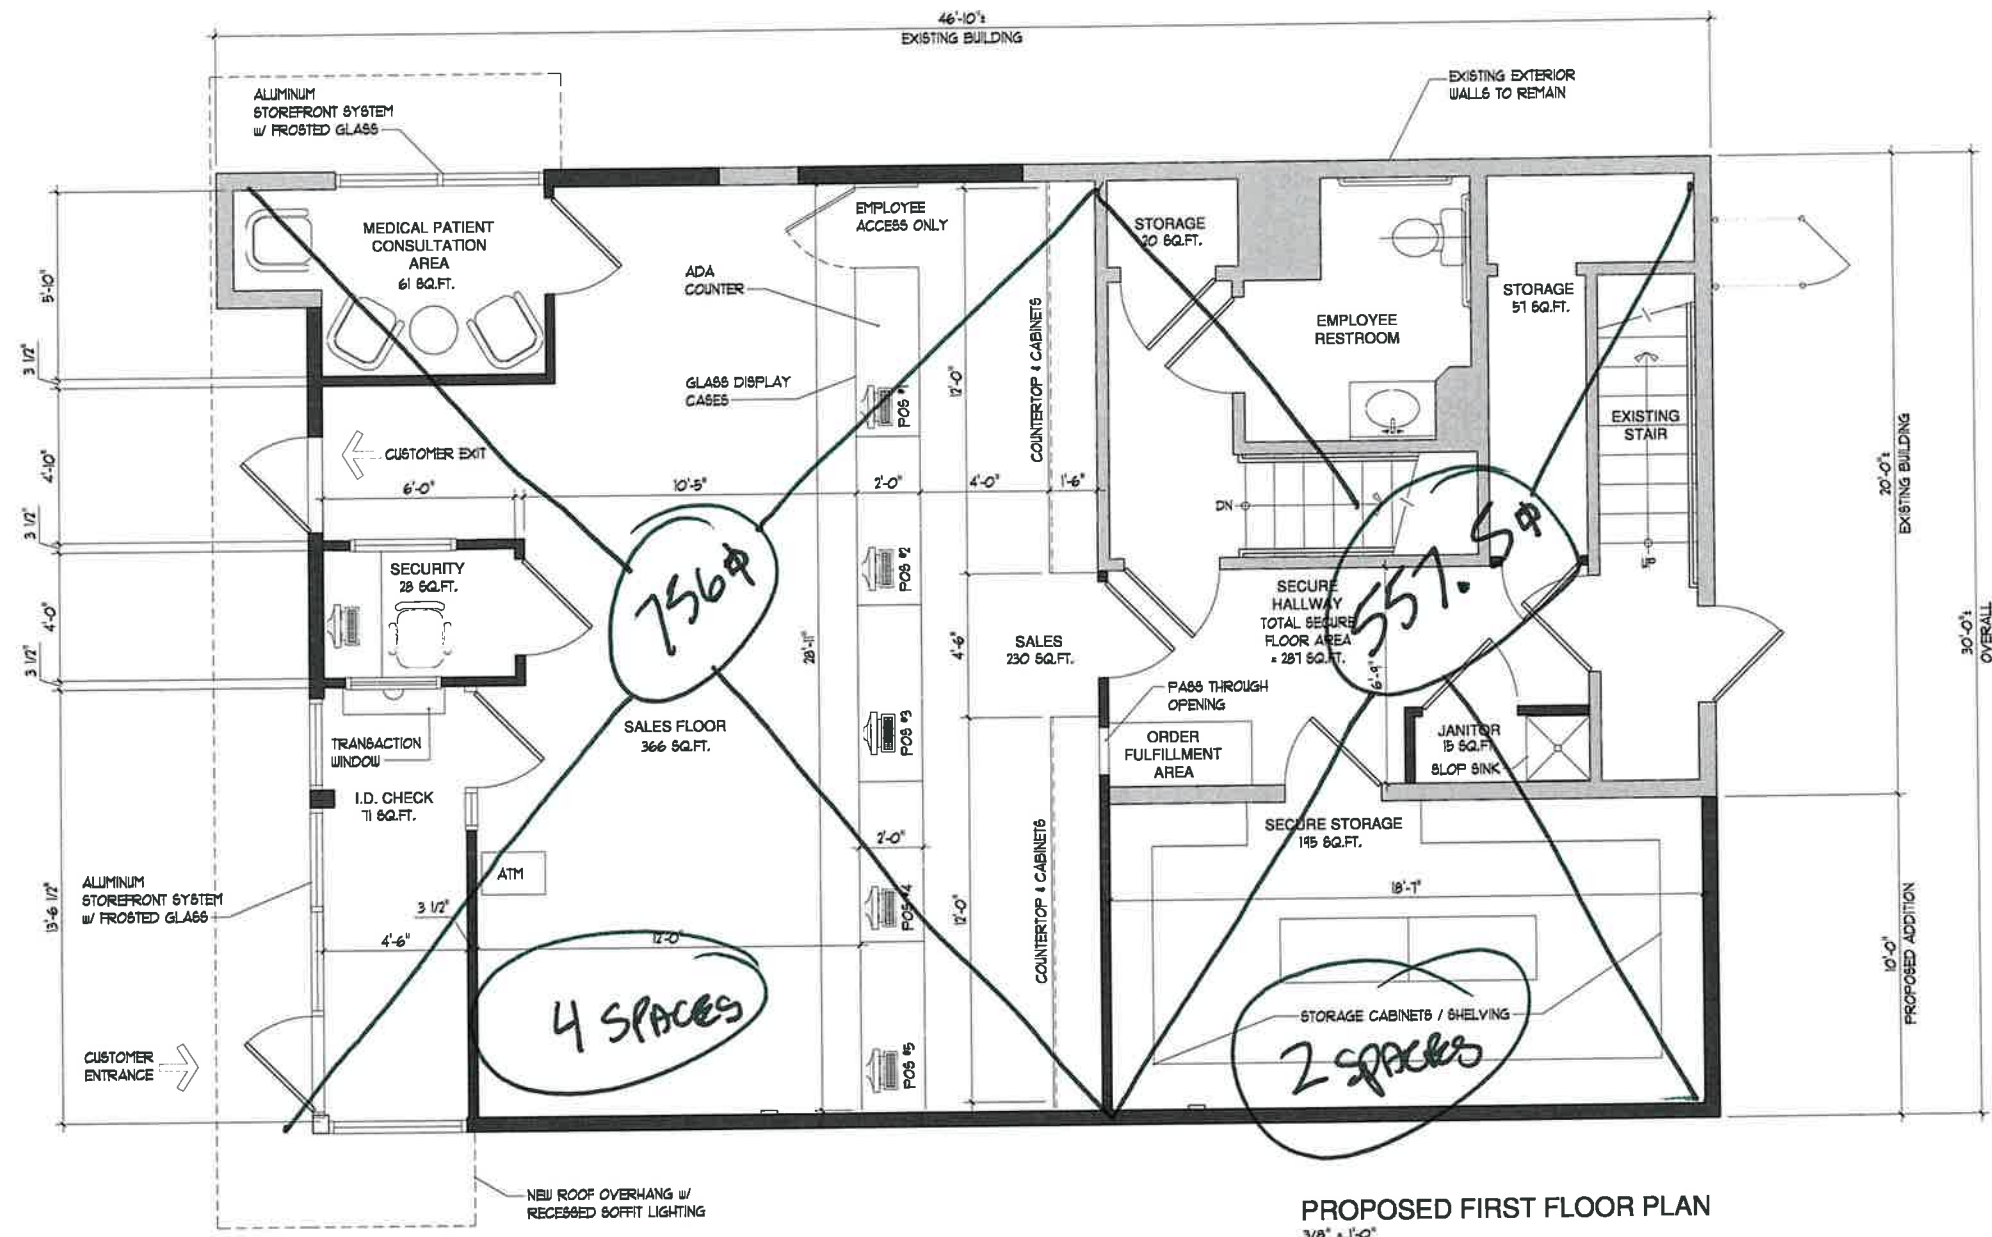 46'-10"±
EXISTING BUILDING
ALUMINUM
STOREFRONT SYSTEM
w/ FROSTED GLASS
EXISTING EXTERIOR
WALLS TO REMAIN
MEDICAL PATIENT
CONSULTATION
AREA
61 SQ.FT.
EMPLOYEE
ACCESS ONLY
STORAGE
20 SQ.FT.
ADA
COUNTER
STORAGE
57 SQ.FT.
EMPLOYEE
RESTROOM
5'-10"
3 1/2"
GLASS DISPLAY
CASES
POS #1
12'-0"
COUNTERTOP & CABINETS
EXISTING
STAIR
CUSTOMER EXIT
4'-10"
6'-0"
10'-5"
2'-0"
4'-0"
1'-6"
DN
UP
20'-0"±
EXISTING BUILDING
3 1/2"
SECURITY
28 SQ.FT.
4'-0"
3 1/2"
756 ⌀
POS #2
557.5 ⌀
SECURE
HALLWAY
TOTAL SECURE
FLOOR AREA
= 287 SQ.FT.
6'-9"
28'-11"
4'-6"
SALES
230 SQ.FT.
30'-0"±
OVERALL
PASS THROUGH
OPENING
TRANSACTION
WINDOW
SALES FLOOR
366 SQ.FT.
POS #3
ORDER
FULFILLMENT
AREA
JANITOR
15 SQ.FT.
SLOP SINK
I.D. CHECK
71 SQ.FT.
SECURE STORAGE
195 SQ.FT.
2'-0"
ATM
ALUMINUM
STOREFRONT SYSTEM
w/ FROSTED GLASS
13'-6 1/2"
3 1/2"
4'-6"
12'-0"
POS #4
12'-0"
COUNTERTOP & CABINETS
18'-7"
10'-0"
PROPOSED ADDITION
4 SPACES
STORAGE CABINETS / SHELVING
2 SPACES
CUSTOMER
ENTRANCE
POS #5
NEW ROOF OVERHANG w/
RECESSED SOFFIT LIGHTING
PROPOSED FIRST FLOOR PLAN
3/8" = 1'-0"